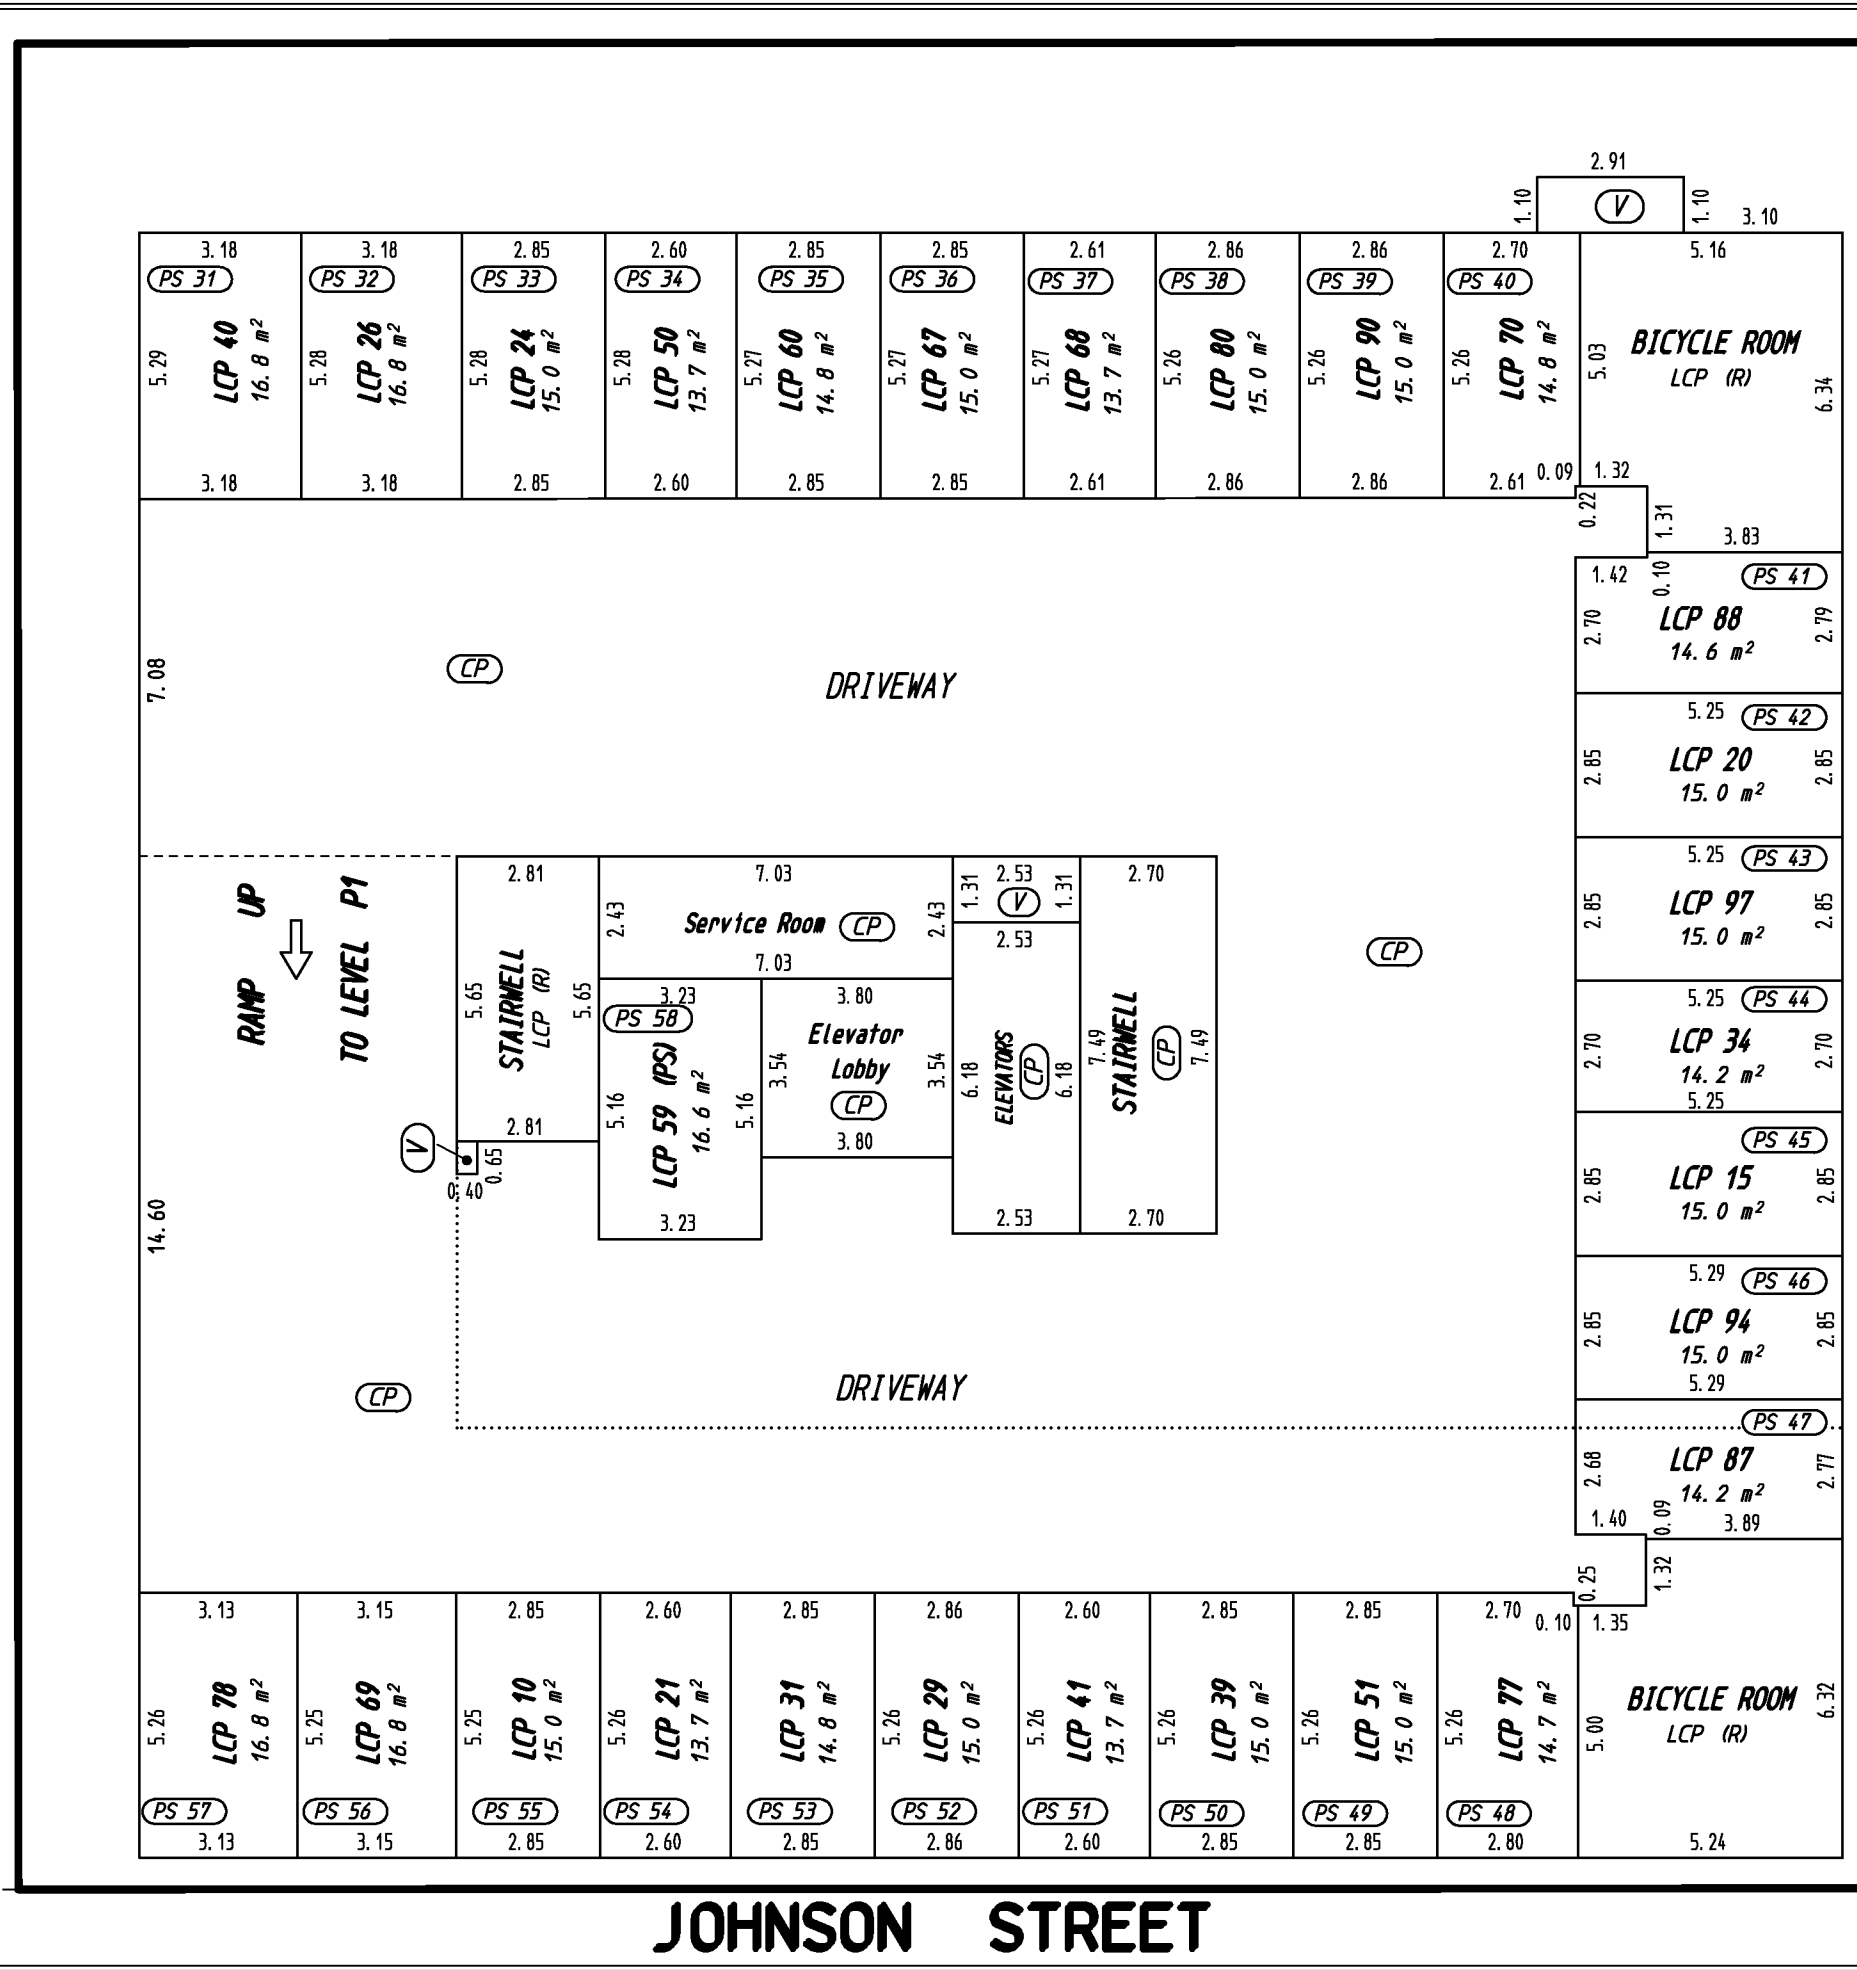 2.91
1.10
V
1.10
3.10
3.18
3.18
2.85
2.60
2.85
2.85
2.61
2.86
2.86
2.70
5.16
PS 31
PS 32
PS 33
PS 34
PS 35
PS 36
PS 37
PS 38
PS 39
PS 40
5.29
LCP 40
16.8 m²
5.28
LCP 26
16.8 m²
5.28
LCP 24
15.0 m²
5.28
LCP 50
13.7 m²
5.27
LCP 60
14.8 m²
5.27
LCP 67
15.0 m²
5.27
LCP 68
13.7 m²
5.26
LCP 80
15.0 m²
5.26
LCP 90
15.0 m²
5.26
LCP 70
14.8 m²
5.03
BICYCLE ROOM
LCP (R)
6.34
3.18
3.18
2.85
2.60
2.85
2.85
2.61
2.86
2.86
2.61
0.09
1.32
0.22
1.31
3.83
1.42
0.10
PS 41
2.70
LCP 88
14.6 m²
2.79
7.08
CP
DRIVEWAY
5.25
PS 42
2.85
LCP 20
15.0 m²
2.85
5.25
PS 43
2.85
LCP 97
15.0 m²
2.85
RAMP UP
TO LEVEL P1
2.81
5.65
STAIRWELL
LCP (R)
5.65
2.81
7.03
2.43
Service Room
CP
2.43
7.03
2.53
1.31
V
1.31
2.53
2.70
CP
3.23
PS 58
5.16
LCP 59 (PS)
16.6 m²
5.16
3.23
3.80
3.54
Elevator
Lobby
CP
3.54
3.80
6.18
ELEVATORS
CP
6.18
2.53
7.49
STAIRWELL
CP
7.49
2.70
5.25
PS 44
2.70
LCP 34
14.2 m²
2.70
5.25
V
0.65
0.40
14.60
PS 45
2.85
LCP 15
15.0 m²
2.85
5.29
PS 46
2.85
LCP 94
15.0 m²
2.85
5.29
CP
DRIVEWAY
PS 47
2.68
LCP 87
14.2 m²
2.77
1.40
0.09
3.89
0.25
1.32
3.13
3.15
2.85
2.60
2.85
2.86
2.60
2.85
2.85
2.70
0.10
1.35
5.26
LCP 78
16.8 m²
5.25
LCP 69
16.8 m²
5.25
LCP 10
15.0 m²
5.26
LCP 21
13.7 m²
5.26
LCP 31
14.8 m²
5.26
LCP 29
15.0 m²
5.26
LCP 41
13.7 m²
5.26
LCP 39
15.0 m²
5.26
LCP 51
15.0 m²
5.26
LCP 77
14.7 m²
5.00
BICYCLE ROOM
LCP (R)
6.32
PS 57
PS 56
PS 55
PS 54
PS 53
PS 52
PS 51
PS 50
PS 49
PS 48
3.13
3.15
2.85
2.60
2.85
2.86
2.60
2.85
2.85
2.80
5.24
JOHNSON STREET